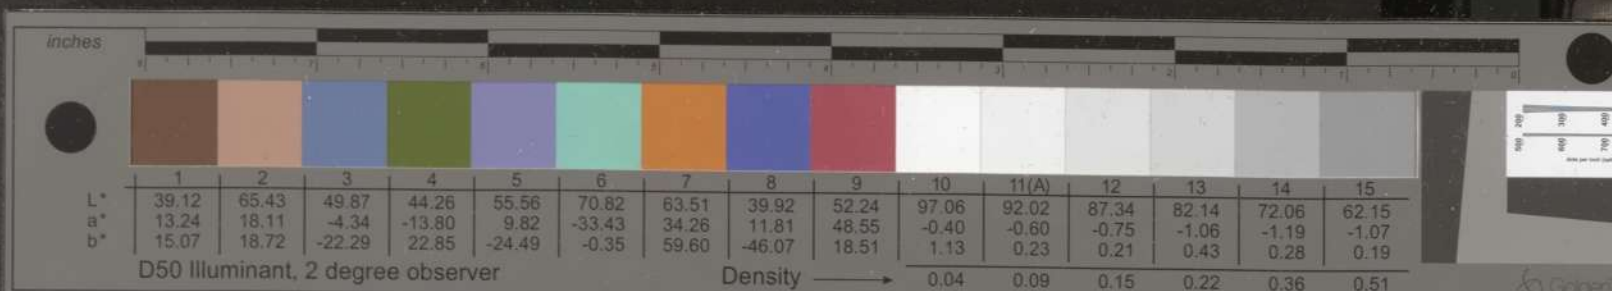 inches
1 2 3 4 5 6 7 8 9 10 11(A) 12 13 14 15
L* 39.12 65.43 49.87 44.26 55.56 70.82 63.51 39.92 52.24 97.06 92.02 87.34 82.14 72.06 62.15
a* 13.24 18.11 -4.34 -13.80 9.82 -33.43 34.26 11.81 48.55 -0.40 -0.60 -0.75 -1.06 -1.19 -1.07
b* 15.07 18.72 -22.29 22.85 -24.49 -0.35 59.60 -46.07 18.51 1.13 0.23 0.21 0.43 0.28 0.19
D50 Illuminant, 2 degree observer
Density 0.04 0.09 0.15 0.22 0.36 0.51
200 300 400
500 600 700